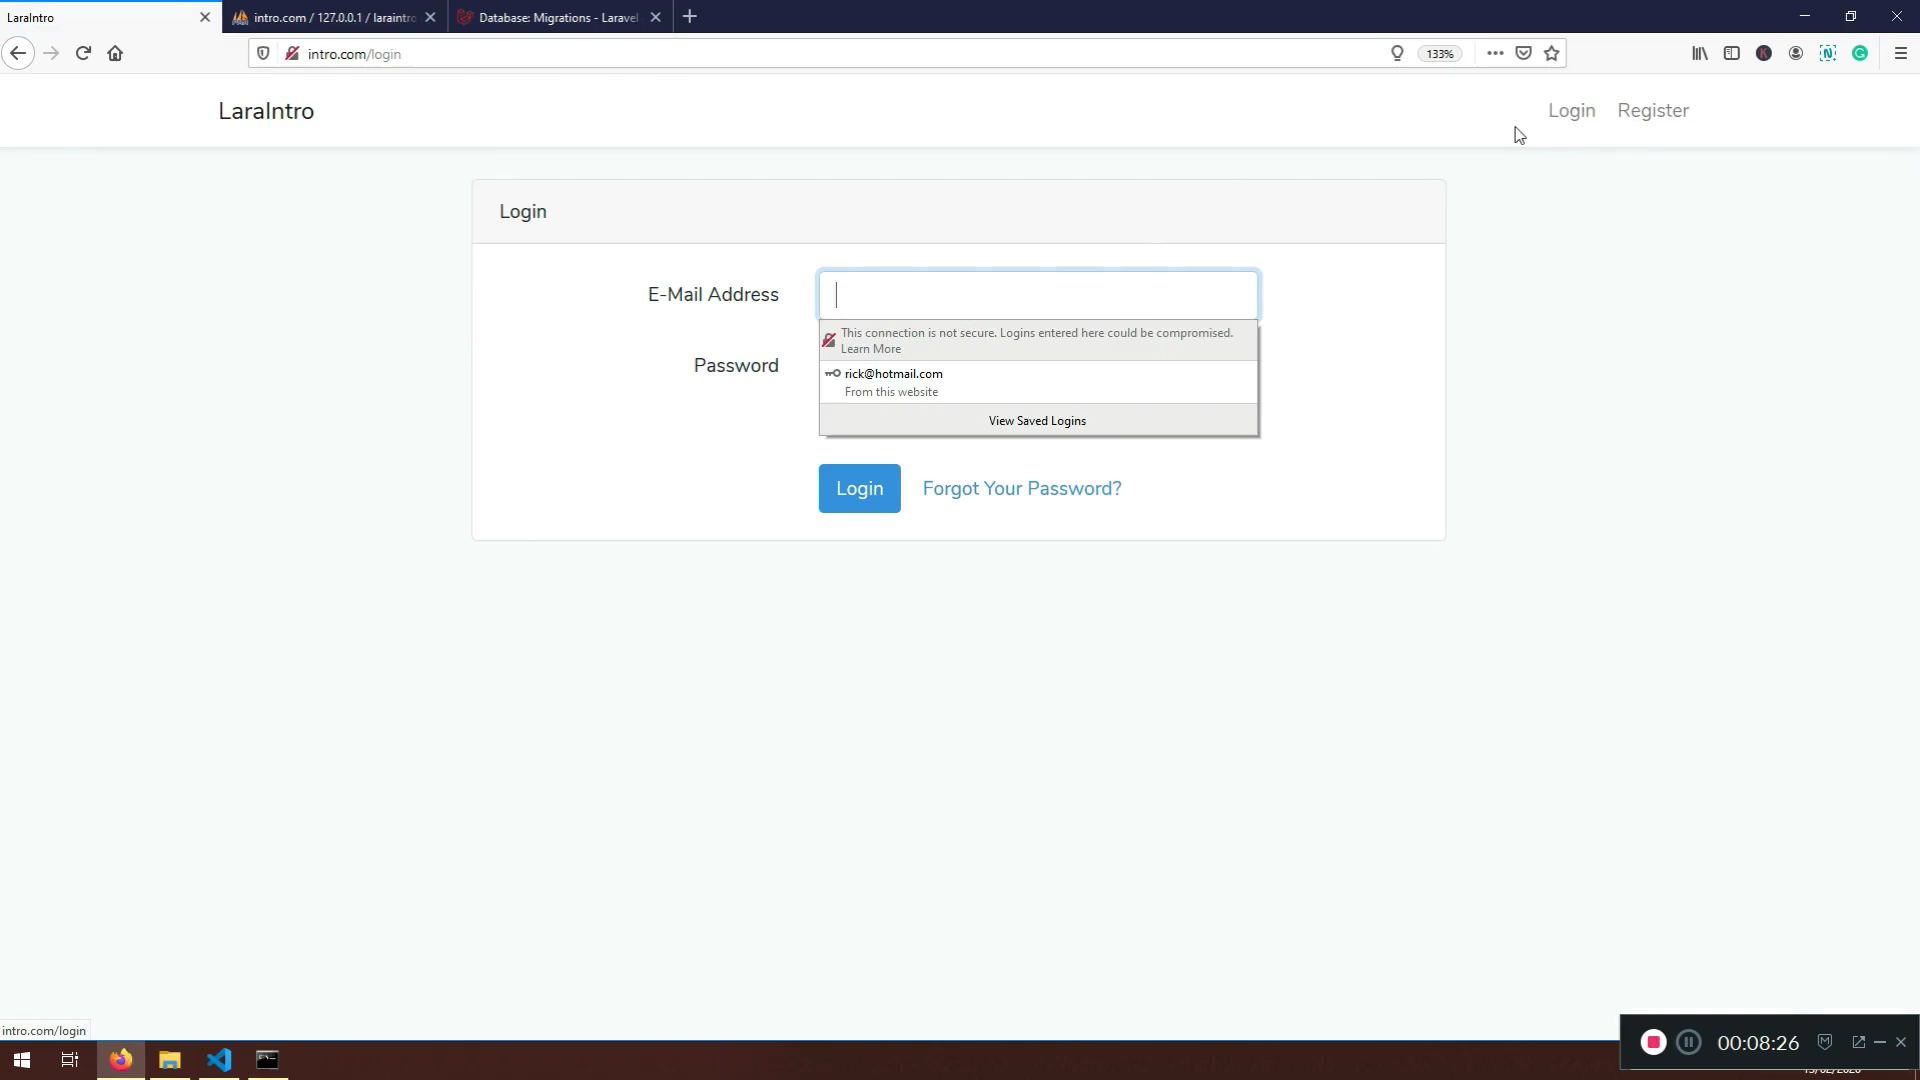 LaraIntro
intro.com / 127.0.0.1 / laraintro
Database: Migrations - Laravel
intro.com/login
133%
LaraIntro
Login
Register
Login
E-Mail Address
This connection is not secure. Logins entered here could be compromised.
Learn More
Password
rick@hotmail.com
From this website
View Saved Logins
Login
Forgot Your Password?
intro.com/login
00:08:26